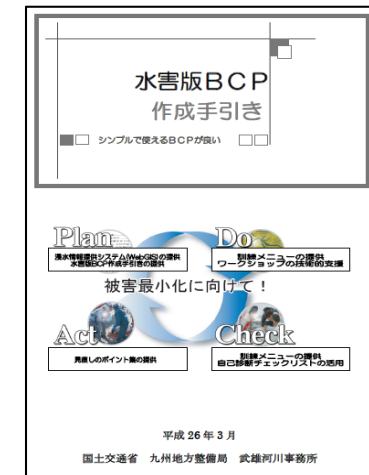 水害版BCP
作成手引き
シンプルで使えるBCPが良い
Plan
浸水情報提供システム(WebGIS)の提供
水害版BCP作成手引きの提供
Do
訓練メニューの提供
ワークショップの技術的支援
被害最小化に向けて！
Act
見直しのポイント集の提供
Check
訓練メニューの提供
自己診断チェックリストの活用
平成26年3月
国土交通省 九州地方整備局 武雄河川事務所